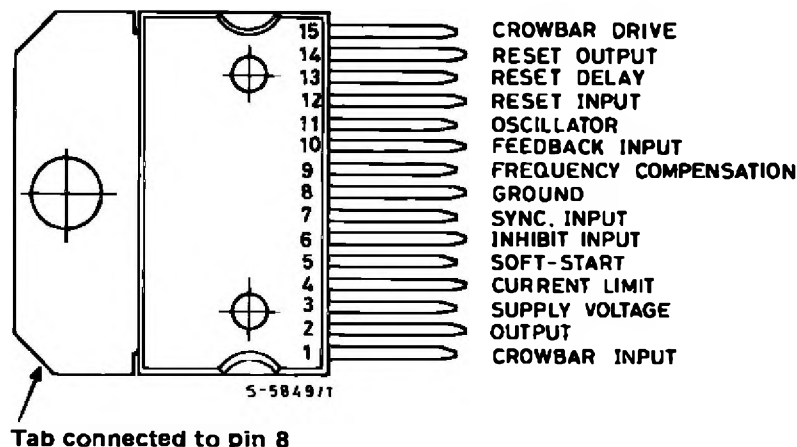 15 CROWBAR DRIVE
14 RESET OUTPUT
13 RESET DELAY
12 RESET INPUT
11 OSCILLATOR
10 FEEDBACK INPUT
9 FREQUENCY COMPENSATION
8 GROUND
7 SYNC. INPUT
6 INHIBIT INPUT
5 SOFT-START
4 CURRENT LIMIT
3 SUPPLY VOLTAGE
2 OUTPUT
1 CROWBAR INPUT
S-5849/1
Tab connected to pin 8